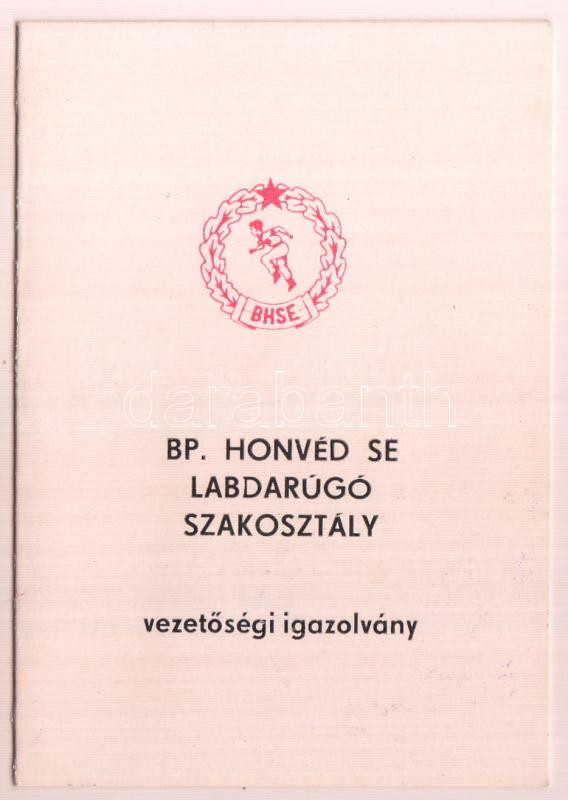 BHSE
darabanth
BP. HONVÉD SE
LABDARÚGÓ
SZAKOSZTÁLY
vezetőségi igazolvány